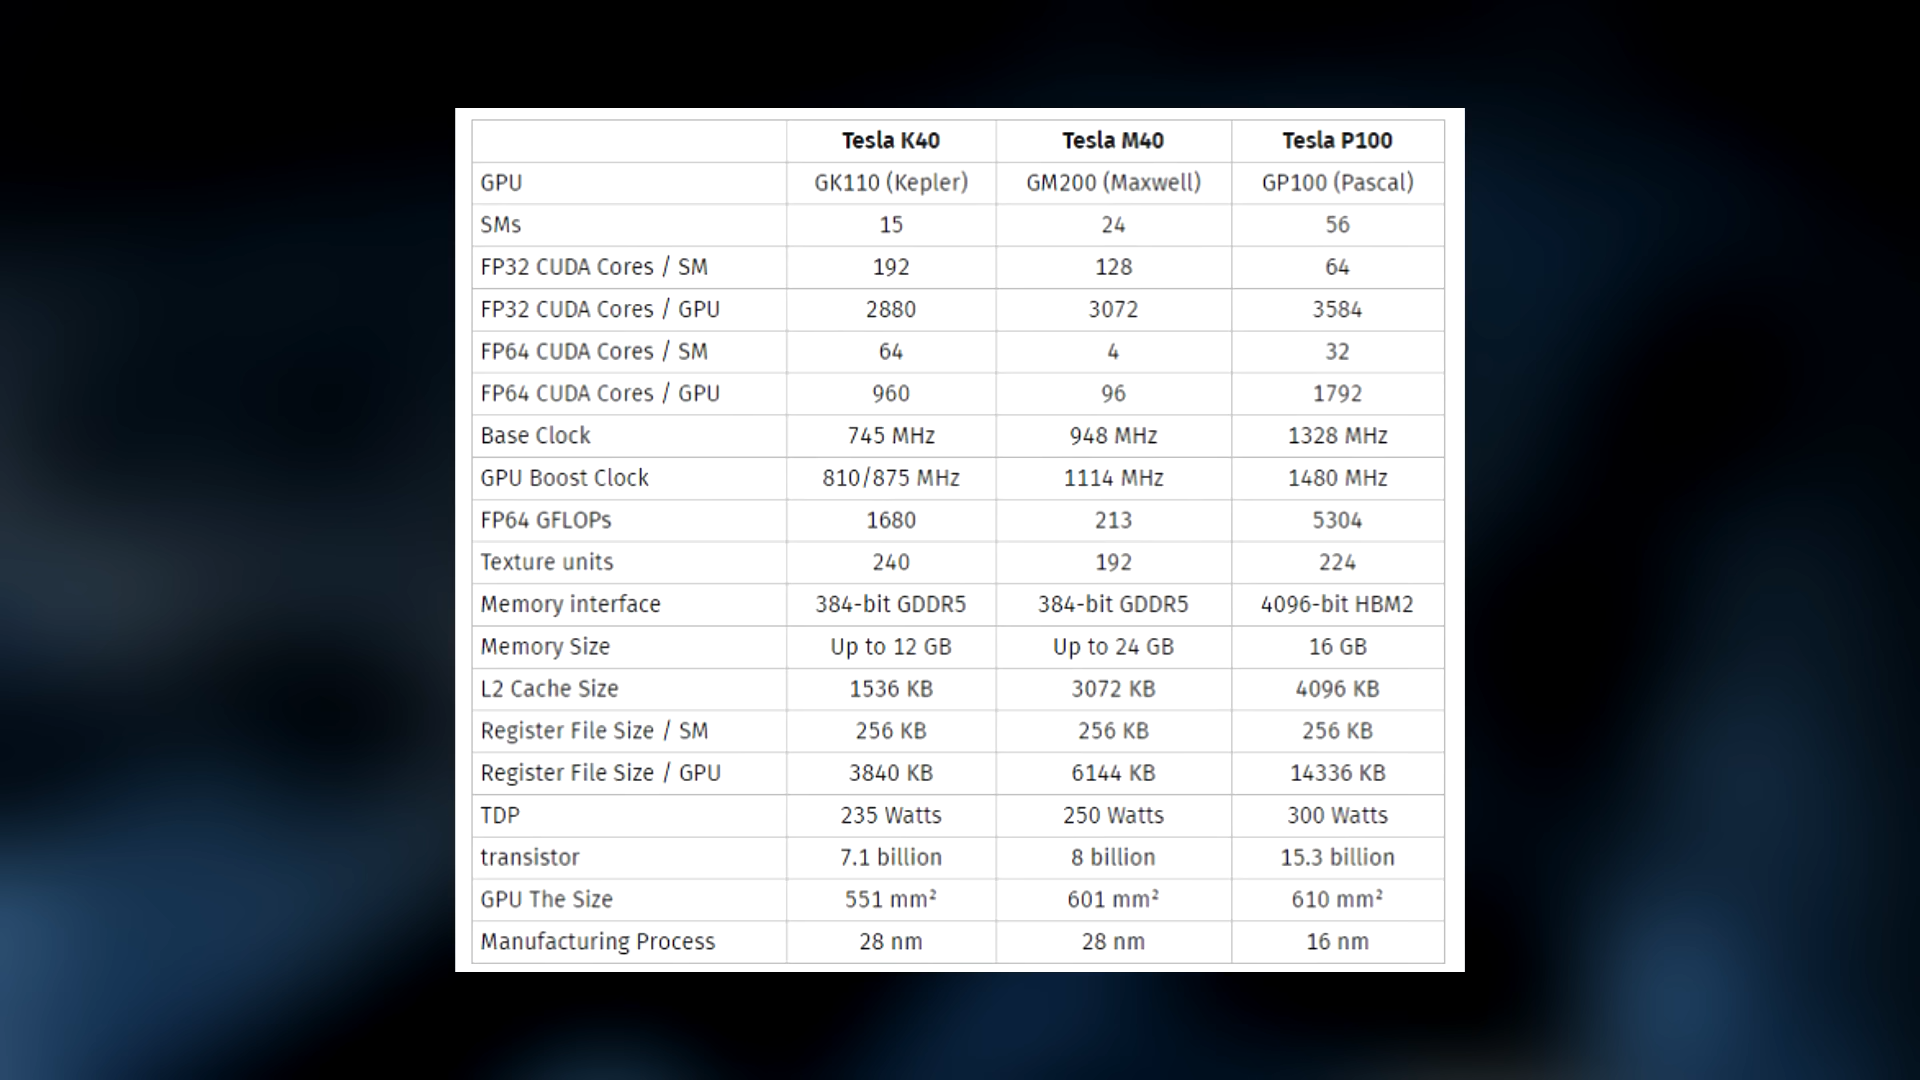 Tesla K40 Tesla M40 Tesla P100
GPU GK110 (Kepler) GM200 (Maxwell) GP100 (Pascal)
SMs 15 24 56
FP32 CUDA Cores / SM 192 128 64
FP32 CUDA Cores / GPU 2880 3072 3584
FP64 CUDA Cores / SM 64 4 32
FP64 CUDA Cores / GPU 960 96 1792
Base Clock 745 MHz 948 MHz 1328 MHz
GPU Boost Clock 810/875 MHz 1114 MHz 1480 MHz
FP64 GFLOPs 1680 213 5304
Texture units 240 192 224
Memory interface 384-bit GDDR5 384-bit GDDR5 4096-bit HBM2
Memory Size Up to 12 GB Up to 24 GB 16 GB
L2 Cache Size 1536 KB 3072 KB 4096 KB
Register File Size / SM 256 KB 256 KB 256 KB
Register File Size / GPU 3840 KB 6144 KB 14336 KB
TDP 235 Watts 250 Watts 300 Watts
transistor 7.1 billion 8 billion 15.3 billion
GPU The Size 551 mm² 601 mm² 610 mm²
Manufacturing Process 28 nm 28 nm 16 nm